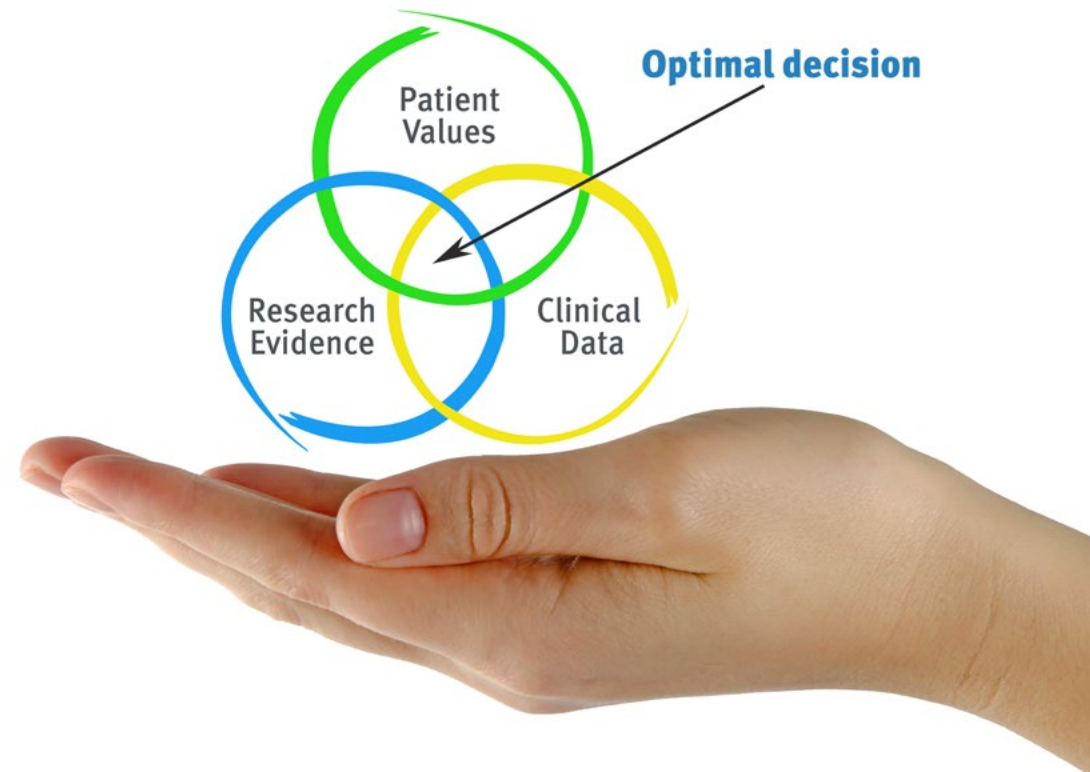 Optimal decision
Patient
Values
Research
Evidence
Clinical
Data